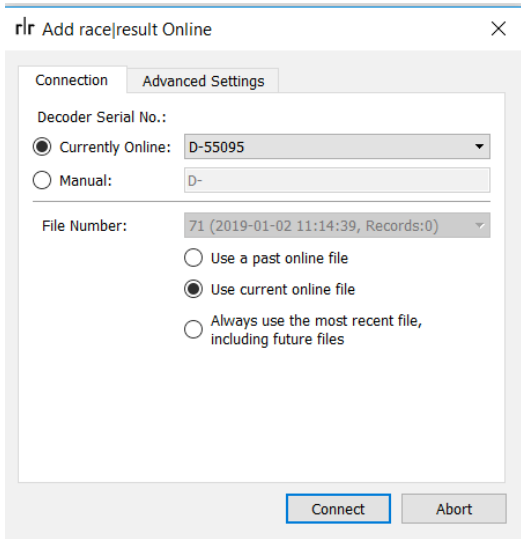 r|r Add race|result Online
Connection Advanced Settings
Decoder Serial No.:
Currently Online: D-55095
Manual: D-
File Number: 71 (2019-01-02 11:14:39, Records:0)
Use a past online file
Use current online file
Always use the most recent file,
including future files
Connect Abort